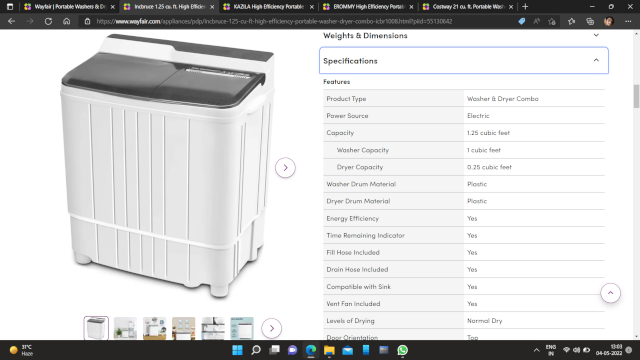 Wayfair | Portable Washers & Dr
Incbruce 1.25 cu. ft. High Efficienc
KAZILA High Efficiency Portable
EROMMY High Efficiency Portab
Costway 21 cu. ft. Portable Wash
https://www.wayfair.com/appliances/pdp/incbruce-125-cu-ft-high-efficiency-portable-washer-dryer-combo-icbr1008.html?piid=55130642
Weights & Dimensions
Specifications
Features
Product Type Washer & Dryer Combo
Power Source Electric
Capacity 1.25 cubic feet
Washer Capacity 1 cubic feet
Dryer Capacity 0.25 cubic feet
Washer Drum Material Plastic
Dryer Drum Material Plastic
Energy Efficiency Yes
Time Remaining Indicator Yes
Fill Hose Included Yes
Drain Hose Included Yes
Compatible with Sink Yes
Vent Fan Included Yes
Levels of Drying Normal Dry
Door Orientation Top
31°C
Haze
ENG
IN
13:03
04-05-2022